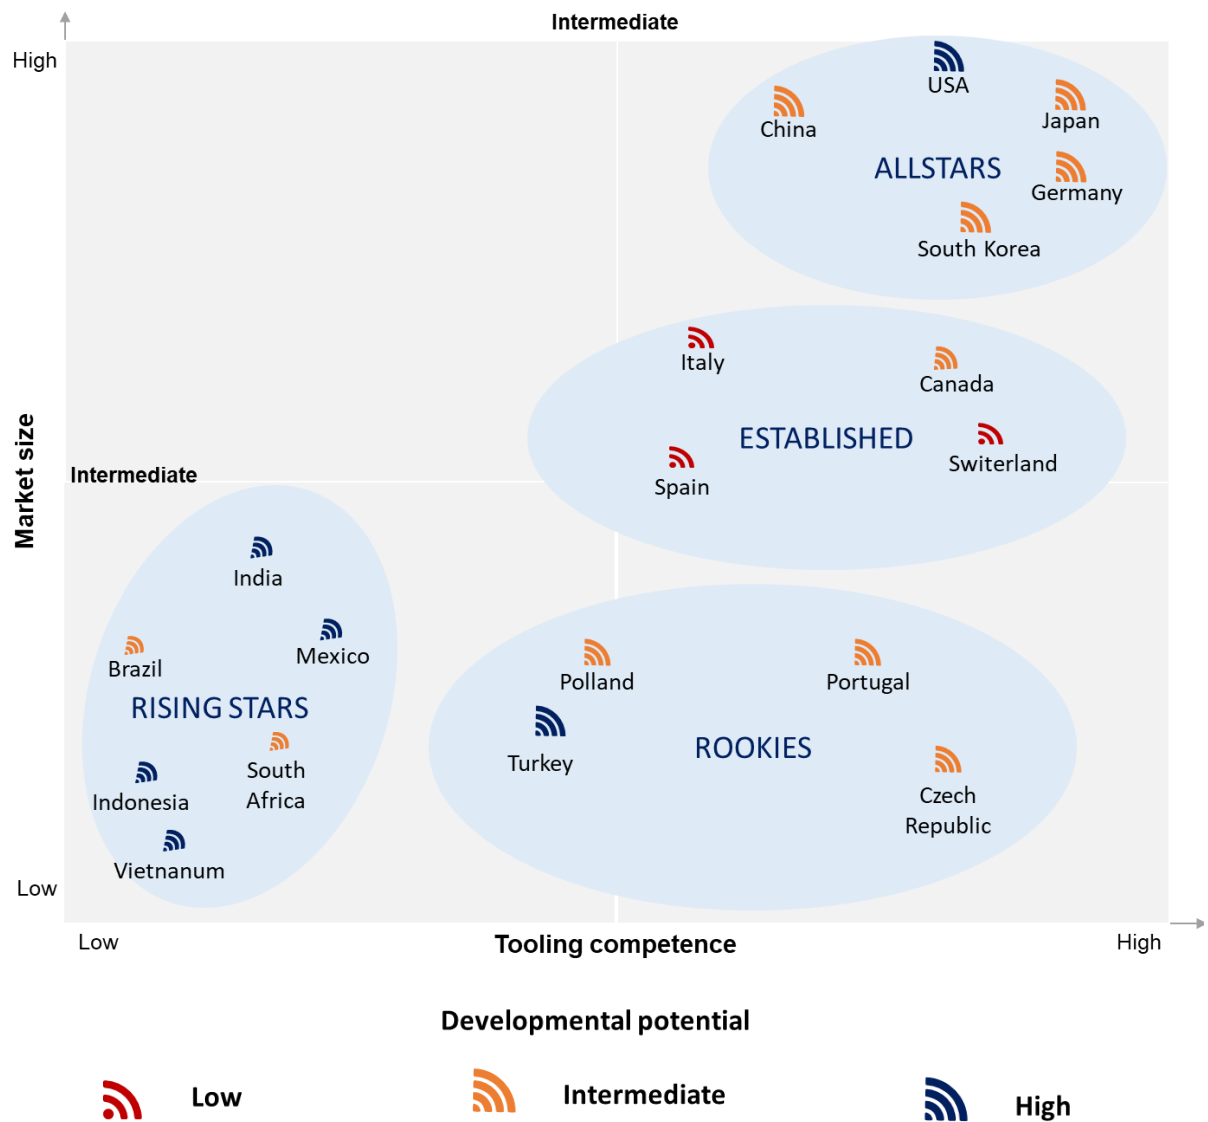 Intermediate
High
USA
China
Japan
ALLSTARS
Germany
South Korea
Italy
Canada
ESTABLISHED
Switerland
Spain
Market size
Intermediate
India
Mexico
Brazil
RISING STARS
South
Africa
Indonesia
Vietnanum
Polland
Portugal
Turkey
ROOKIES
Czech
Republic
Low
Low
Tooling competence
High
Developmental potential
Low
Intermediate
High